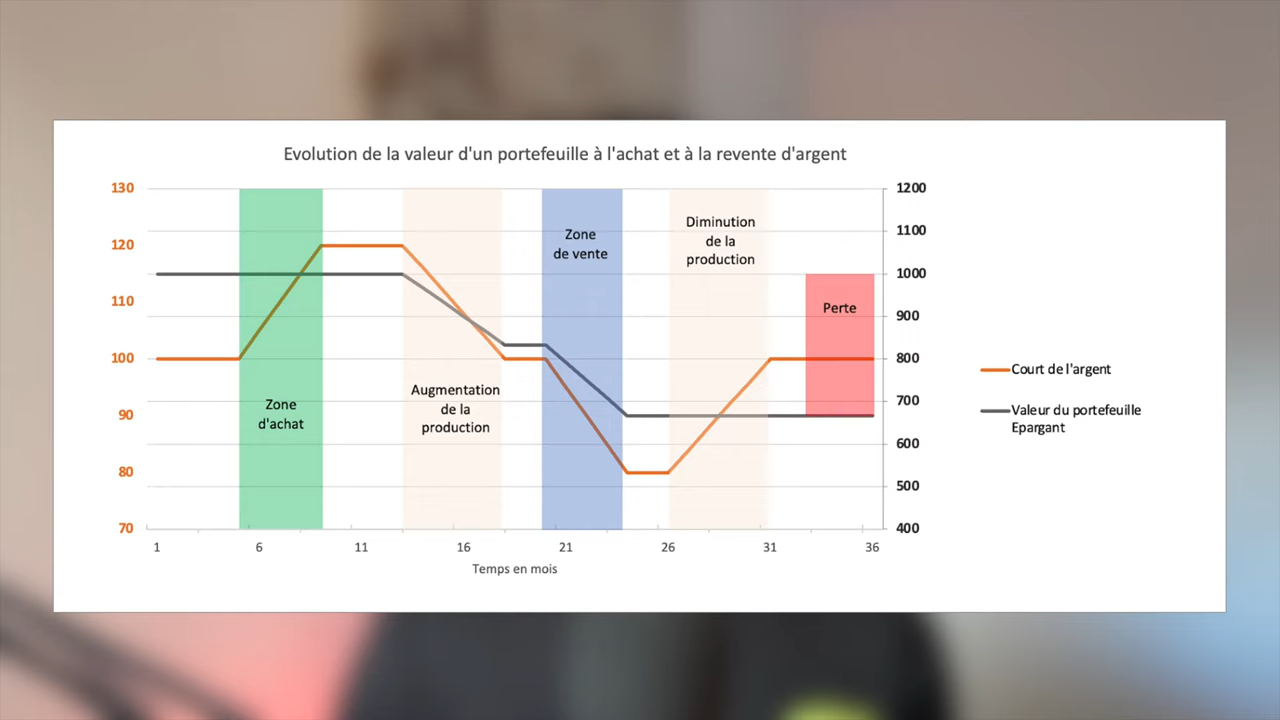 Evolution de la valeur d'un portefeuille à l'achat et à la revente d'argent
130
120
110
100
90
80
70
1200
1100
1000
900
800
700
600
500
400
Zone
d'achat
Augmentation
de la
production
Zone
de vente
Diminution
de la
production
Perte
1 6 11 16 21 26 31 36
Temps en mois
Court de l'argent
Valeur du portefeuille
Epargant